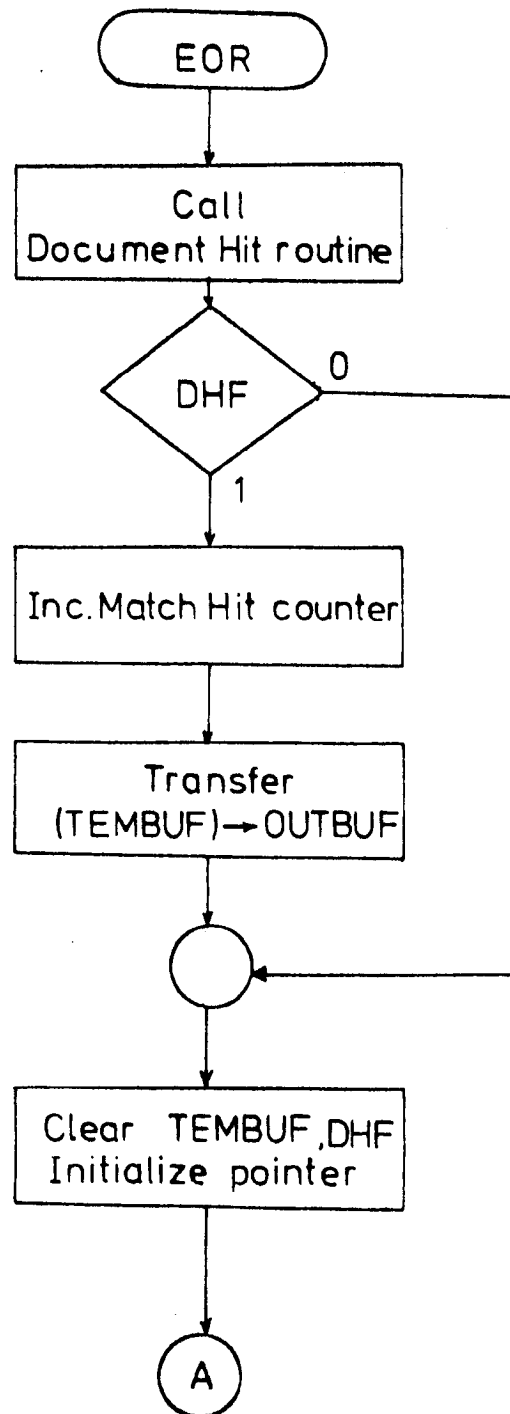 EOR
Call
Document Hit routine
DHF
0
1
Inc. Match Hit counter
Transfer
(TEMBUF)→OUTBUF
Clear TEMBUF, DHF
Initialize pointer
A